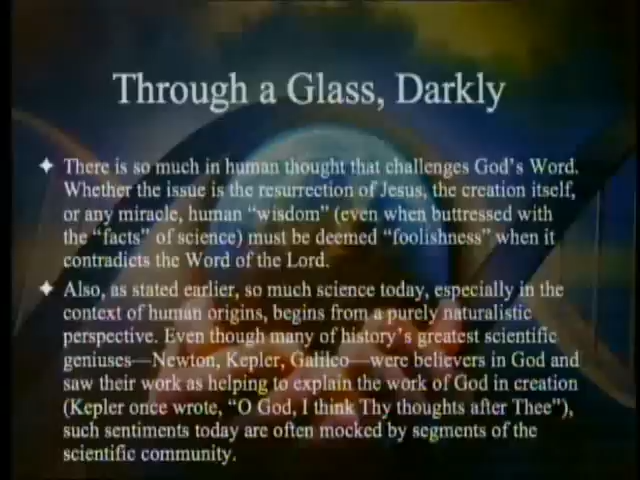 Through a Glass, Darkly
✦ There is so much in human thought that challenges God's Word.
Whether the issue is the resurrection of Jesus, the creation itself,
or any miracle, human “wisdom” (even when buttressed with
the “facts” of science) must be deemed “foolishness” when it
contradicts the Word of the Lord.
✦ Also, as stated earlier, so much science today, especially in the
context of human origins, begins from a purely naturalistic
perspective. Even though many of history's greatest scientific
geniuses—Newton, Kepler, Galileo—were believers in God and
saw their work as helping to explain the work of God in creation
(Kepler once wrote, “O God, I think Thy thoughts after Thee”),
such sentiments today are often mocked by segments of the
scientific community.